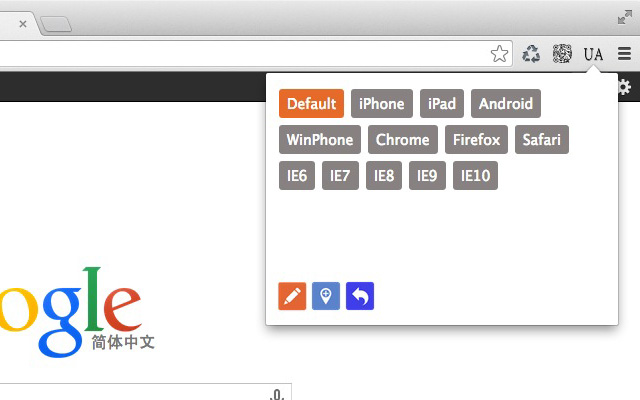 UA
Default iPhone iPad Android
WinPhone Chrome Firefox Safari
IE6 IE7 IE8 IE9 IE10
ogle
简体中文